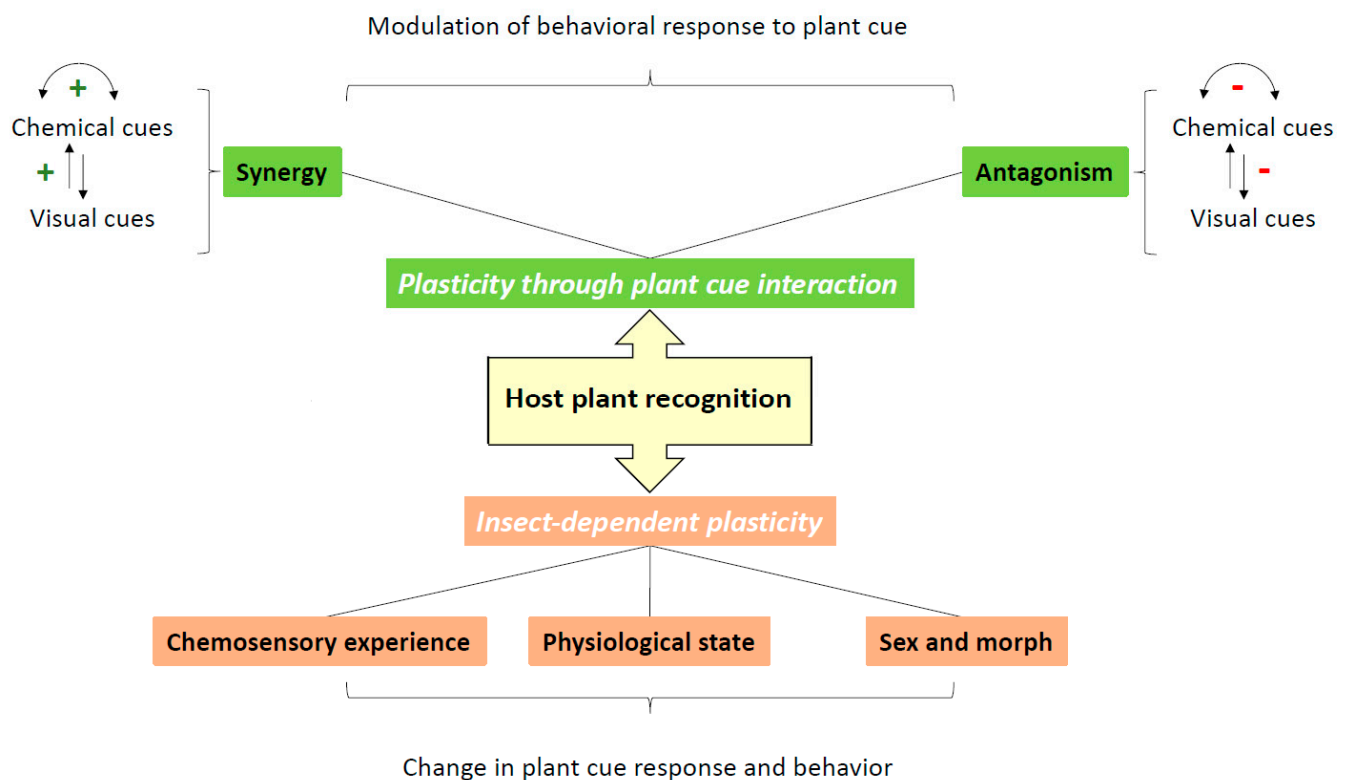 Modulation of behavioral response to plant cue
+
Chemical cues
+
Visual cues
Synergy
Antagonism
-
Chemical cues
-
Visual cues
Plasticity through plant cue interaction
Host plant recognition
Insect-dependent plasticity
Chemosensory experience
Physiological state
Sex and morph
Change in plant cue response and behavior